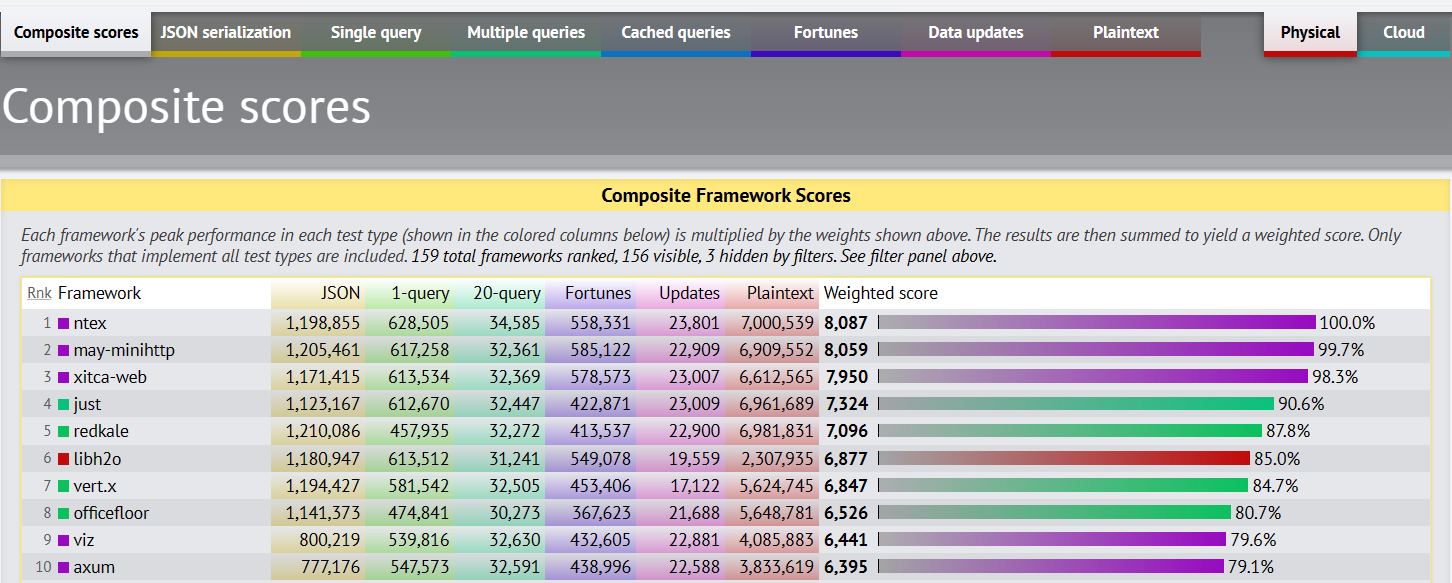 Composite scores JSON serialization Single query Multiple queries Cached queries Fortunes Data updates Plaintext Physical Cloud
Composite scores
Composite Framework Scores
Each framework's peak performance in each test type (shown in the colored columns below) is multiplied by the weights shown above. The results are then summed to yield a weighted score. Only
frameworks that implement all test types are included. 159 total frameworks ranked, 156 visible, 3 hidden by filters. See filter panel above.
Rnk Framework JSON 1-query 20-query Fortunes Updates Plaintext Weighted score
1 ntex 1,198,855 628,505 34,585 558,331 23,801 7,000,539 8,087 100.0%
2 may-minihttp 1,205,461 617,258 32,361 585,122 22,909 6,909,552 8,059 99.7%
3 xitca-web 1,171,415 613,534 32,369 578,573 23,007 6,612,565 7,950 98.3%
4 just 1,123,167 612,670 32,447 422,871 23,009 6,961,689 7,324 90.6%
5 redkale 1,210,086 457,935 32,272 413,537 22,900 6,981,831 7,096 87.8%
6 libh2o 1,180,947 613,512 31,241 549,078 19,559 2,307,935 6,877 85.0%
7 vert.x 1,194,427 581,542 32,505 453,406 17,122 5,624,745 6,847 84.7%
8 officefloor 1,141,373 474,841 30,273 367,623 21,688 5,648,781 6,526 80.7%
9 viz 800,219 539,816 32,630 432,605 22,881 4,085,883 6,441 79.6%
10 axum 777,176 547,573 32,591 438,996 22,588 3,833,619 6,395 79.1%